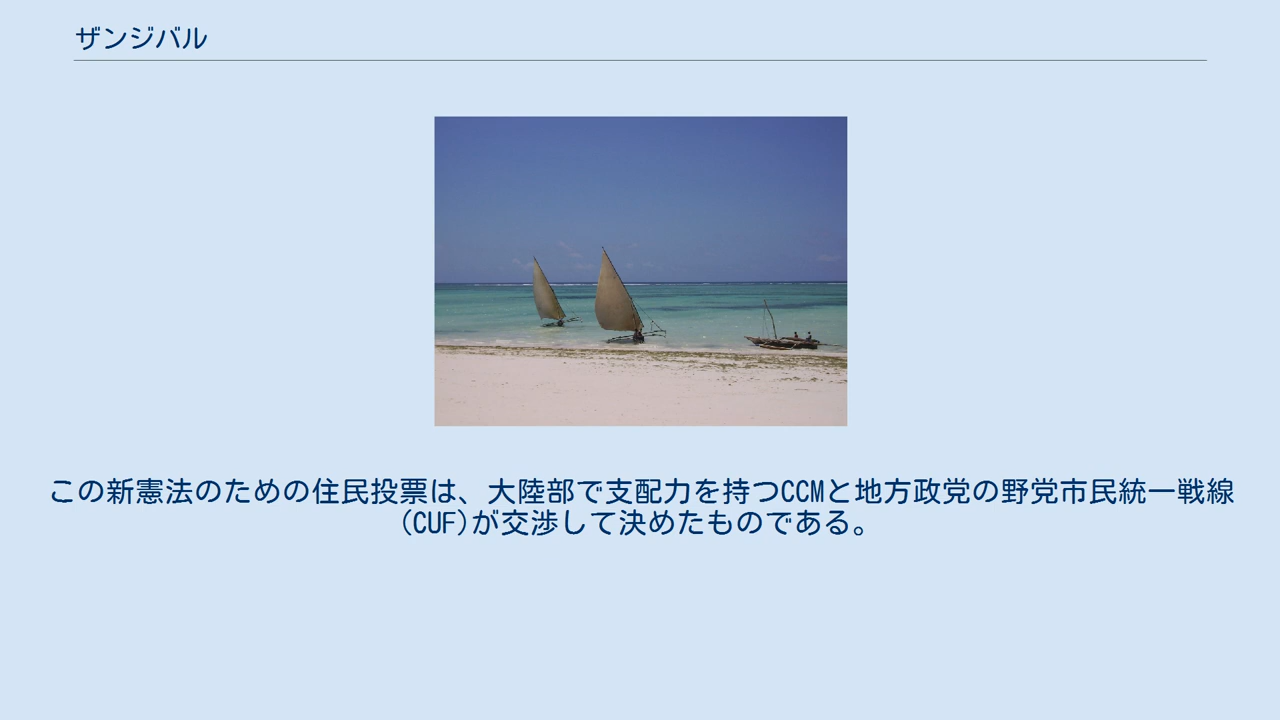 ザンジバル
この新憲法のための住民投票は、大陸部で支配力を持つCCMと地方政党の野党市民統一戦線
(CUF)が交渉して決めたものである。